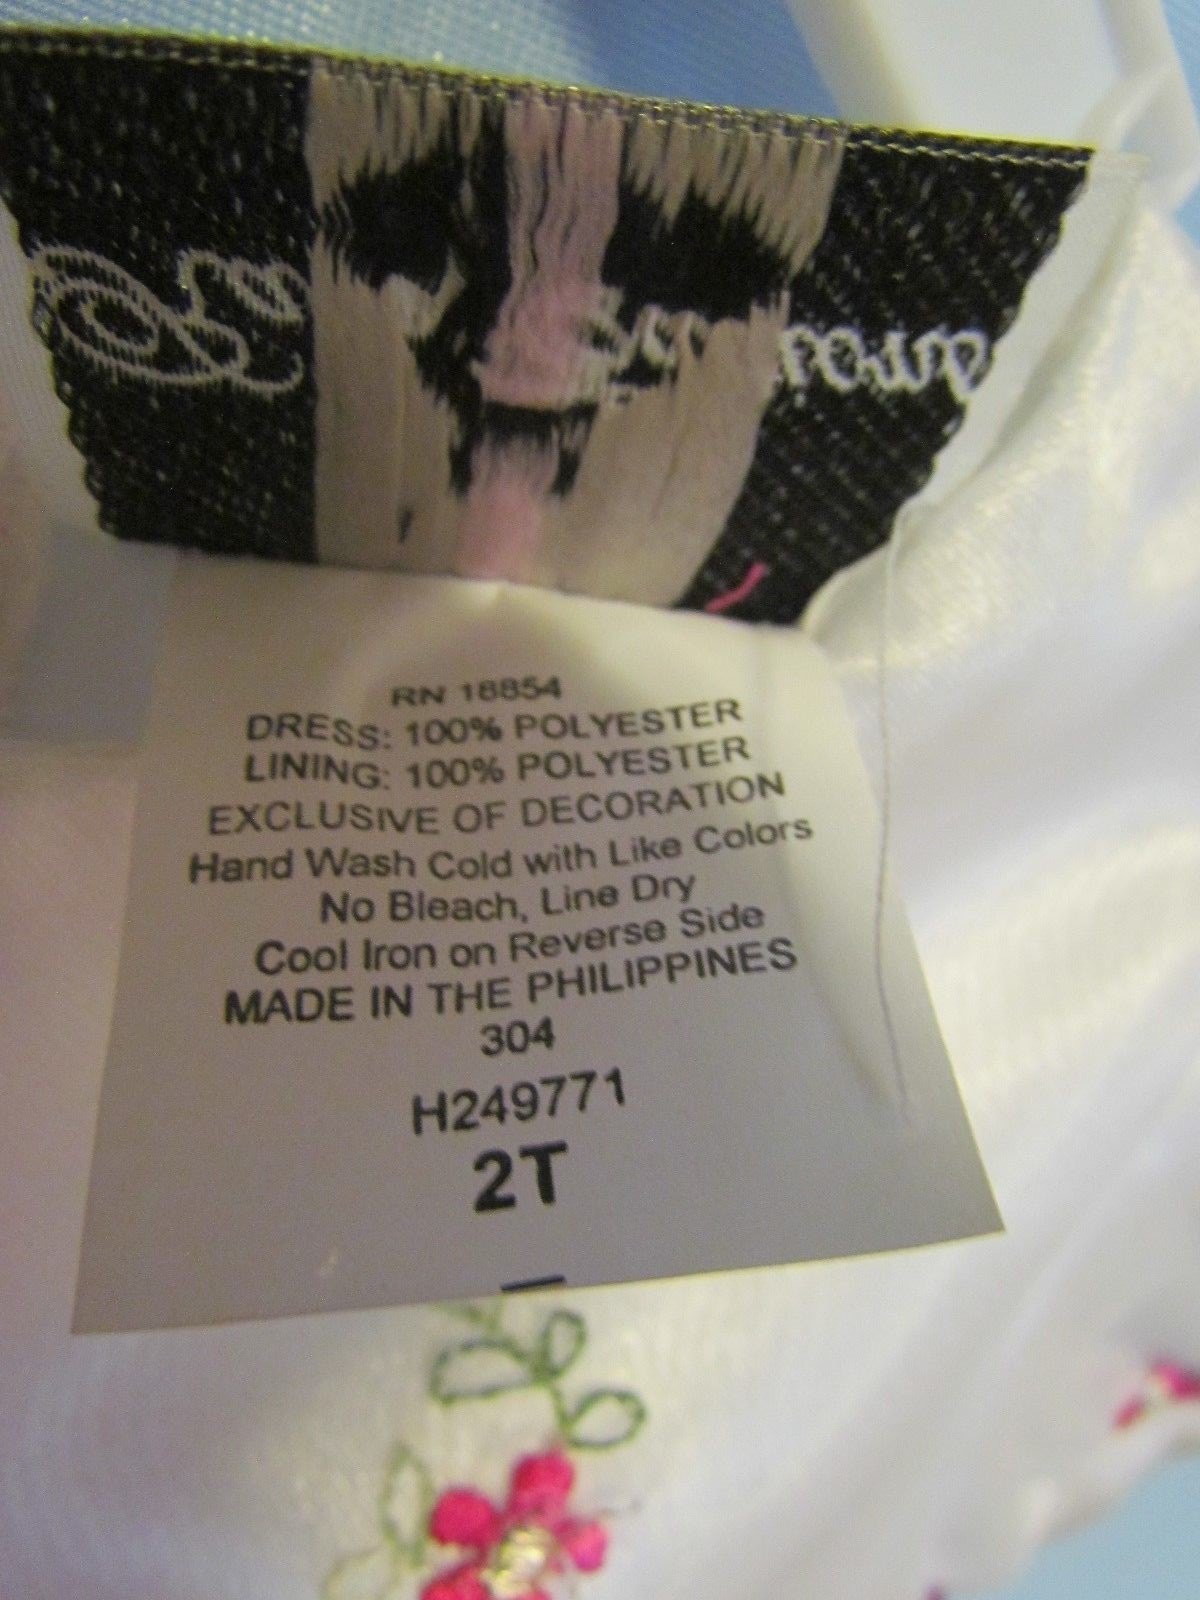 RN 18854
DRESS: 100% POLYESTER
LINING: 100% POLYESTER
EXCLUSIVE OF DECORATION
Hand Wash Cold with Like Colors
No Bleach, Line Dry
Cool Iron on Reverse Side
MADE IN THE PHILIPPINES
304
H249771
2T